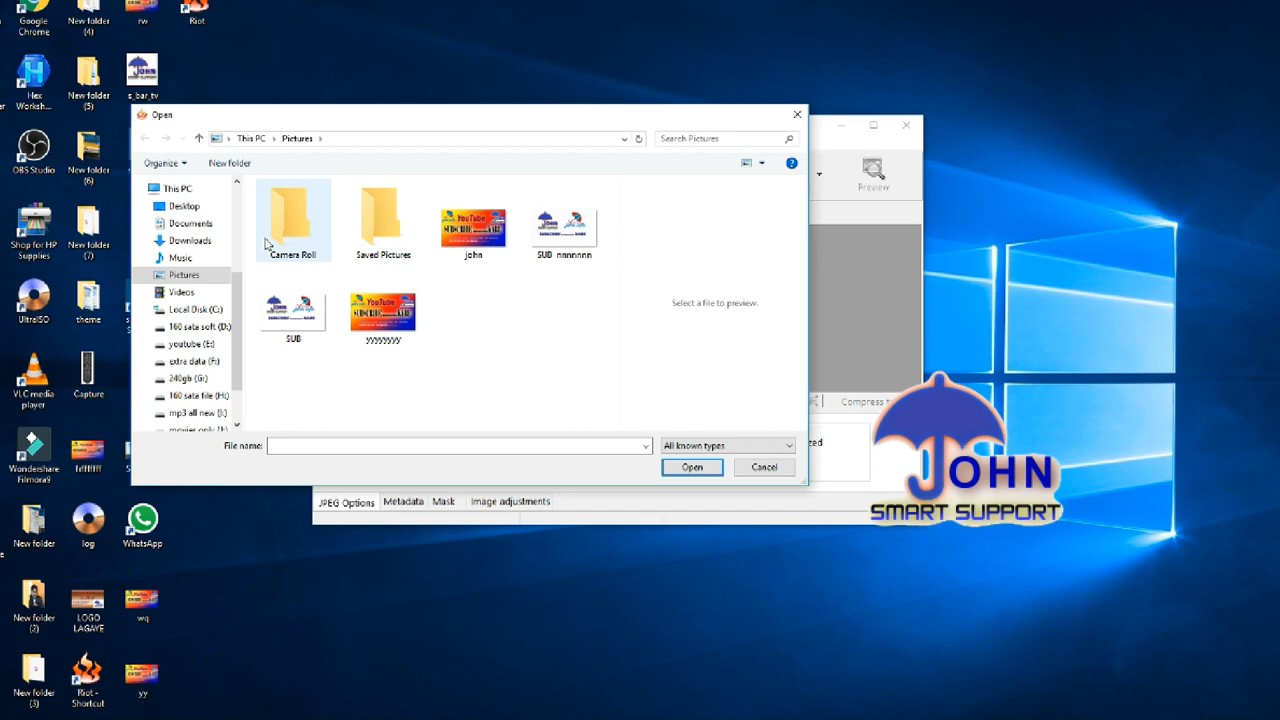 Google
Chrome
New folder
(4)
rw
Riot
Hex
Worksh...
New folder
(5)
s_bar_tv
OBS Studio
New folder
(6)
Shop for HP
Supplies
New folder
(7)
UltraISO
theme
VLC media
player
Capture
Wondershare
Filmora9
frffffff
New folder
log
WhatsApp
New folder
(2)
LOGO
LAGAYE
wq
New folder
(3)
Riot -
Shortcut
yy
Open
This PC > Pictures >
Search Pictures
Organize
New folder
This PC
Desktop
Documents
Downloads
Music
Pictures
Videos
Local Disk (C:)
160 sata soft (D:)
youtube (E:)
extra data (F:)
240gb (G:)
160 sata file (H:)
mp3 all new (I:)
Camera Roll
Saved Pictures
john
SUB nnnnnnn
SUB
yyyyyyyy
Select a file to preview.
File name:
All known types
Open
Cancel
Preview
Compress
zed
JPEG Options
Metadata
Mask
Image adjustments
JOHN
SMART SUPPORT